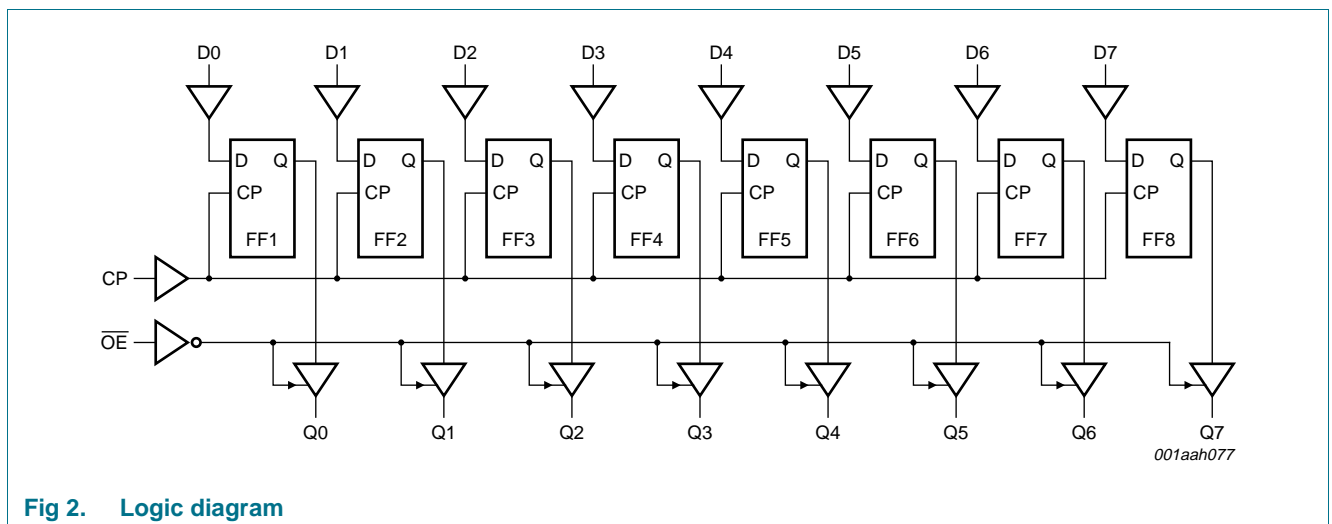 D0 D1 D2 D3 D4 D5 D6 D7
D Q D Q D Q D Q D Q D Q D Q D Q
CP CP CP CP CP CP CP CP
FF1 FF2 FF3 FF4 FF5 FF6 FF7 FF8
CP
O̅E̅
Q0 Q1 Q2 Q3 Q4 Q5 Q6 Q7
001aah077
Fig 2. Logic diagram